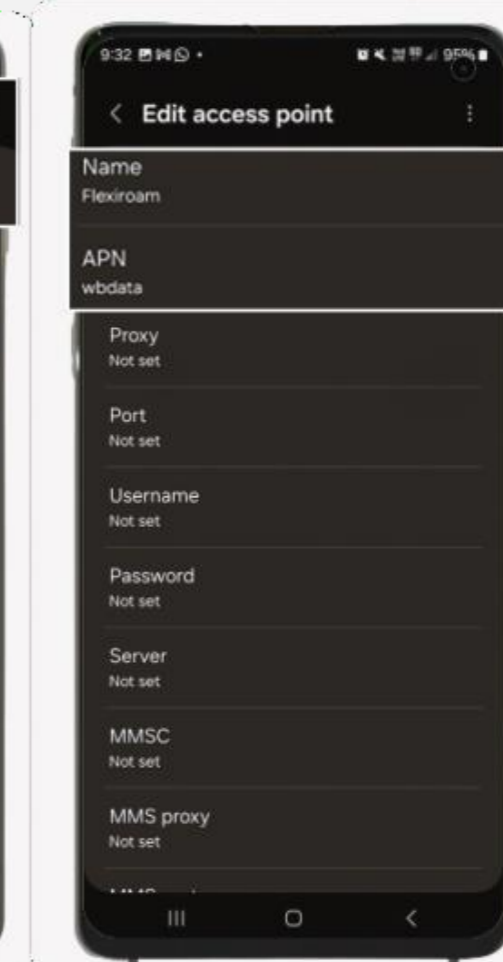 9:32
95%
Edit access point
Name
Flexiroam
APN
wbdata
Proxy
Not set
Port
Not set
Username
Not set
Password
Not set
Server
Not set
MMSC
Not set
MMS proxy
Not set